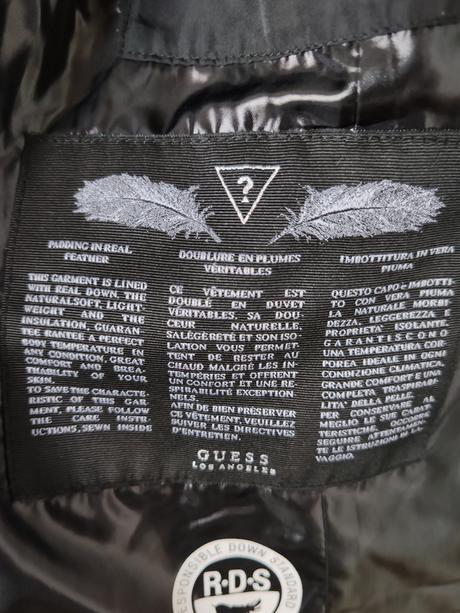 ?
PADDING IN REAL
FEATHER
THIS GARMENT IS LINED
WITH REAL DOWN. THE
NATURALSOFT, LIGHT-
WEIGHT AND THE
INSULATION, GUARAN-
TEE GRANTEE A PERFECT
BODY TEMPERATURE IN
ANY CONDITION, GREAT
COMFORT AND BREA-
THABILITY OF YOUR
SKIN.
TO SAVE THE CHARACTE-
RISTIC OF THIS GAR-
MENT, PLEASE FOLLOW
THE CARE INSTR-
UCTIONS, SEWN INSIDE
DOUBLURE EN PLUMES
VÉRITABLES
CE VÊTEMENT EST
DOUBLÉ EN DUVET
VÉRITABLES, SA DOU-
CEUR NATURELLE,
SALÉGÈRETÉ ET SON ISO-
LATION VOUS PERMET-
TENT DE RESTER AU
CHAUD MALGRÉ LES IN-
TEMPÉRIES ET OFFRENT
UN CONFORT ET UNE RE-
SPIRABILITÉ EXCEPTION-
NELS.
AFIN DE BIEN PRÉSERVER
CE VÊTEMENT, VEUILLEZ
SUIVER LES DIRECTIVES
D'ENTRETIEN.
IMBOTTITURA IN VERA
PIUMA
QUESTO CAPO È IMBOTTI
TO CON VERA PIUMA
LA NATURALE MORBI
DEZZA, LEGGEREZZA E
PROPRIETA' ISOLANTE,
GARANTISCONO
UNA TEMPERATURA COR-
POREA IDEALE IN OGNI
CONDIZIONE CLIMATICA,
GRANDE COMFORT E UNA
COMPLETA TRASPIRABI-
LITA' DELLA PELLE.
PER CONSERVARE AL
MEGLIO LE SUE CARAT-
TERISTICHE, OCCORRE
SEGUIRE ATTENTAMEN-
TE LE ISTRUZIONI DI LA-
VAGGIO.
GUESS
LOS ANGELES
RESPONSIBLE DOWN STANDARD
R·D·S